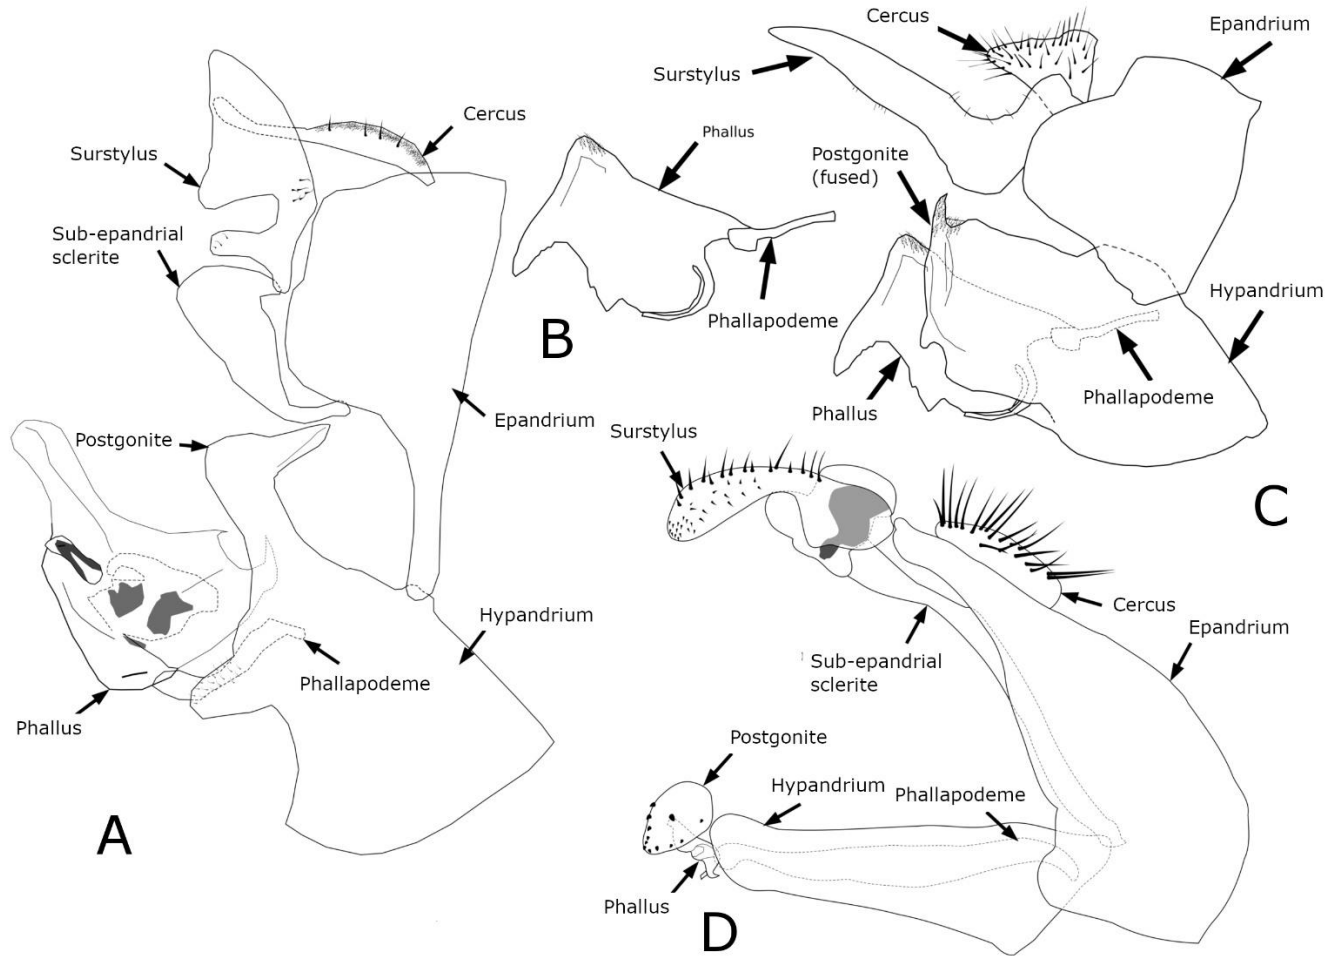 Surstylus
Cercus
Sub-epandrial
sclerite
Epandrium
Postgonite
Hypandrium
Phallapodeme
Phallus
A
Phallus
Phallapodeme
B
Cercus
Epandrium
Surstylus
Postgonite
(fused)
Hypandrium
Phallapodeme
Phallus
C
Surstylus
Cercus
Epandrium
Sub-epandrial
sclerite
Postgonite
Hypandrium
Phallapodeme
Phallus
D